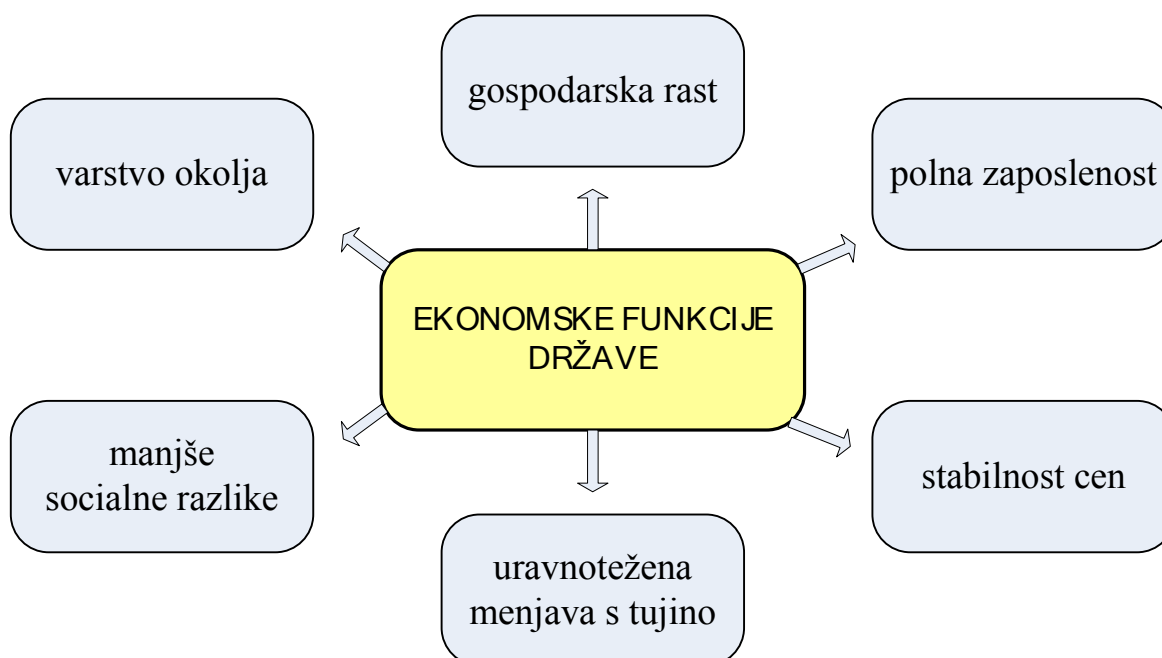 gospodarska rast
varstvo okolja
polna zaposlenost
EKONOMSKE FUNKCIJE
DRŽAVE
manjše
socialne razlike
stabilnost cen
uravnotežena
menjava s tujino